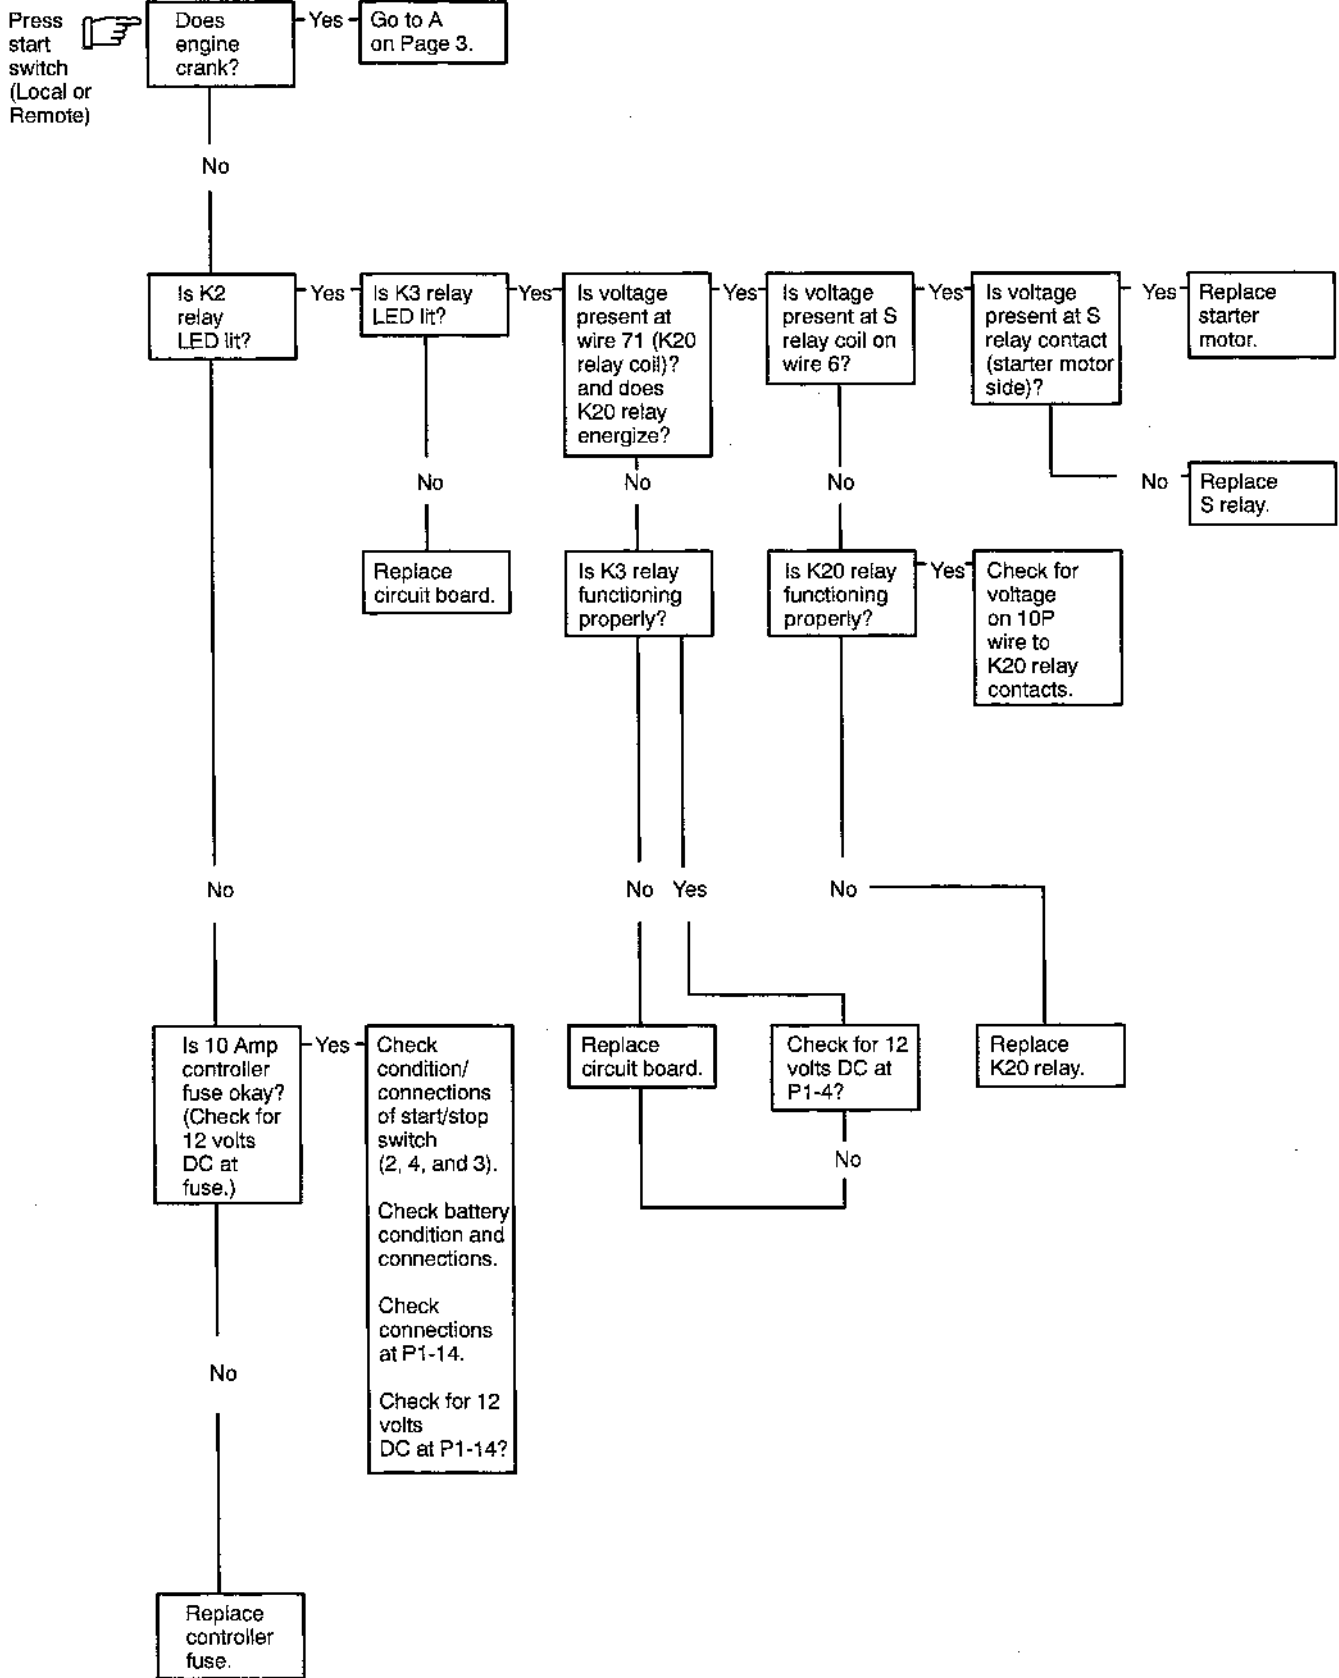 Press
start
switch
(Local or
Remote)
Does
engine
crank?
Yes
Go to A
on Page 3.
No
Is K2
relay
LED lit?
Yes
Is K3 relay
LED lit?
Yes
Is voltage
present at
wire 71 (K20
relay coil)?
and does
K20 relay
energize?
Yes
Is voltage
present at S
relay coil on
wire 6?
Yes
Is voltage
present at S
relay contact
(starter motor
side)?
Yes
Replace
starter
motor.
No
No
No
No
Replace
S relay.
Replace
circuit board.
Is K3 relay
functioning
properly?
Is K20 relay
functioning
properly?
Yes
Check for
voltage
on 10P
wire to
K20 relay
contacts.
No
No
Yes
No
Is 10 Amp
controller
fuse okay?
(Check for
12 volts
DC at
fuse.)
Yes
Check
condition/
connections
of start/stop
switch
(2, 4, and 3).
Check battery
condition and
connections.
Check
connections
at P1-14.
Check for 12
volts
DC at P1-14?
Replace
circuit board.
Check for 12
volts DC at
P1-4?
Replace
K20 relay.
No
No
Replace
controller
fuse.